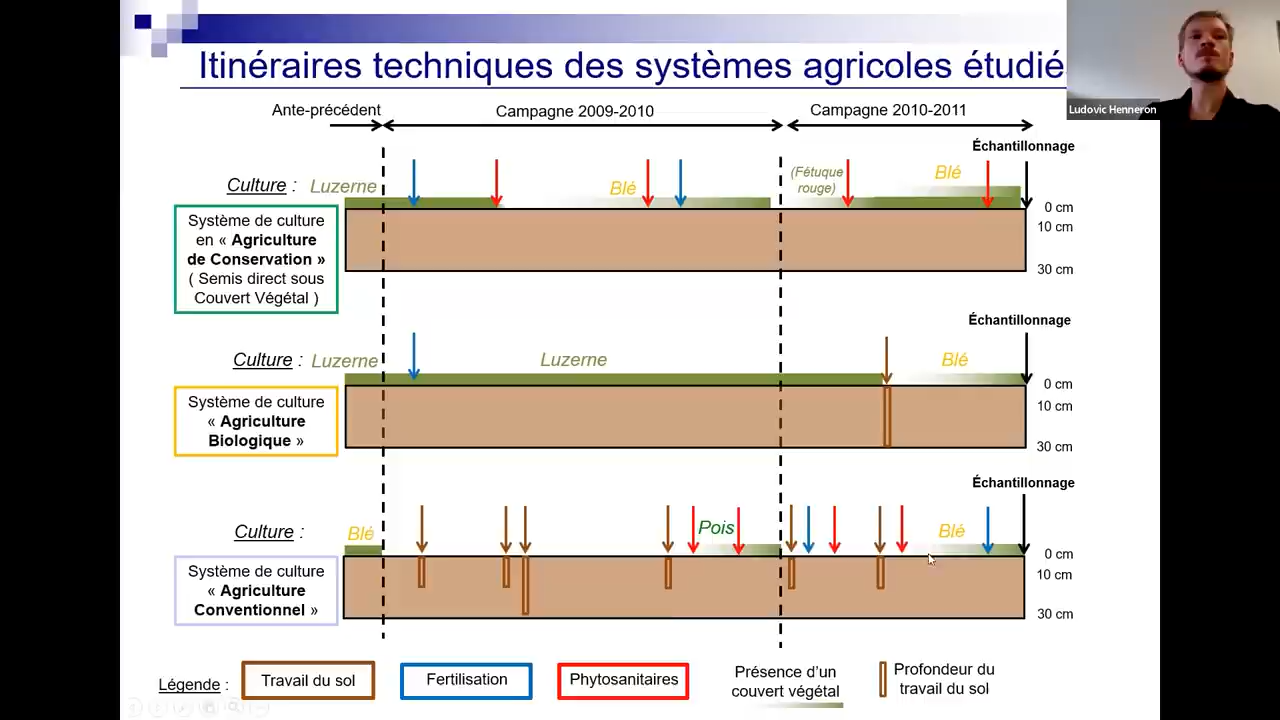 Itinéraires techniques des systèmes agricoles étudié
Ludovic Henneron
Ante-précédent
Campagne 2009-2010
Campagne 2010-2011
Échantillonnage
Culture : Luzerne
Blé
(Fétuque
rouge)
Blé
Système de culture
en « Agriculture
de Conservation »
( Semis direct sous
Couvert Végétal )
0 cm
10 cm
30 cm
Échantillonnage
Culture : Luzerne
Luzerne
Blé
Système de culture
« Agriculture
Biologique »
0 cm
10 cm
30 cm
Échantillonnage
Culture :
Blé
Pois
Blé
Système de culture
« Agriculture
Conventionnel »
0 cm
10 cm
30 cm
Légende :
Travail du sol
Fertilisation
Phytosanitaires
Présence d'un
couvert végétal
Profondeur du
travail du sol